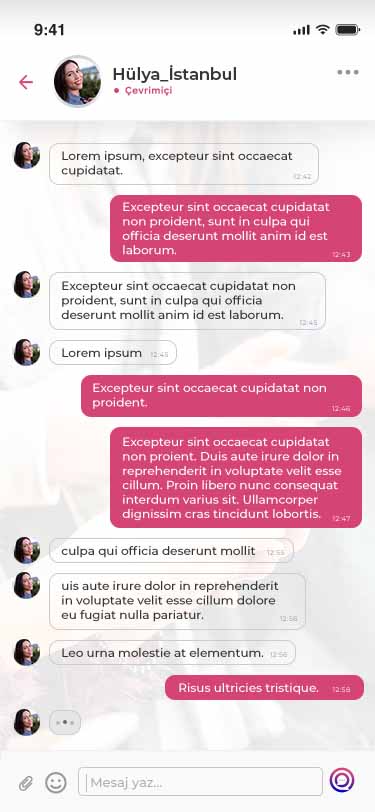 9:41
Hülya_İstanbul
Çevrimiçi
Lorem ipsum, excepteur sint occaecat
cupidatat.
12:42
Excepteur sint occaecat cupidatat
non proident, sunt in culpa qui
officia deserunt mollit anim id est
laborum.
12:43
Excepteur sint occaecat cupidatat non
proident, sunt in culpa qui officia
deserunt mollit anim id est laborum.
12:45
Lorem ipsum 12:45
Excepteur sint occaecat cupidatat non
proident.
12:46
Excepteur sint occaecat cupidatat
non proient. Duis aute irure dolor in
reprehenderit in voluptate velit esse
cillum. Proin libero nunc consequat
interdum varius sit. Ullamcorper
dignissim cras tincidunt lobortis. 12:47
culpa qui officia deserunt mollit 12:55
uis aute irure dolor in reprehenderit
in voluptate velit esse cillum dolore
eu fugiat nulla pariatur.
12:56
Leo urna molestie at elementum. 12:56
Risus ultricies tristique. 12:56
Mesaj yaz...